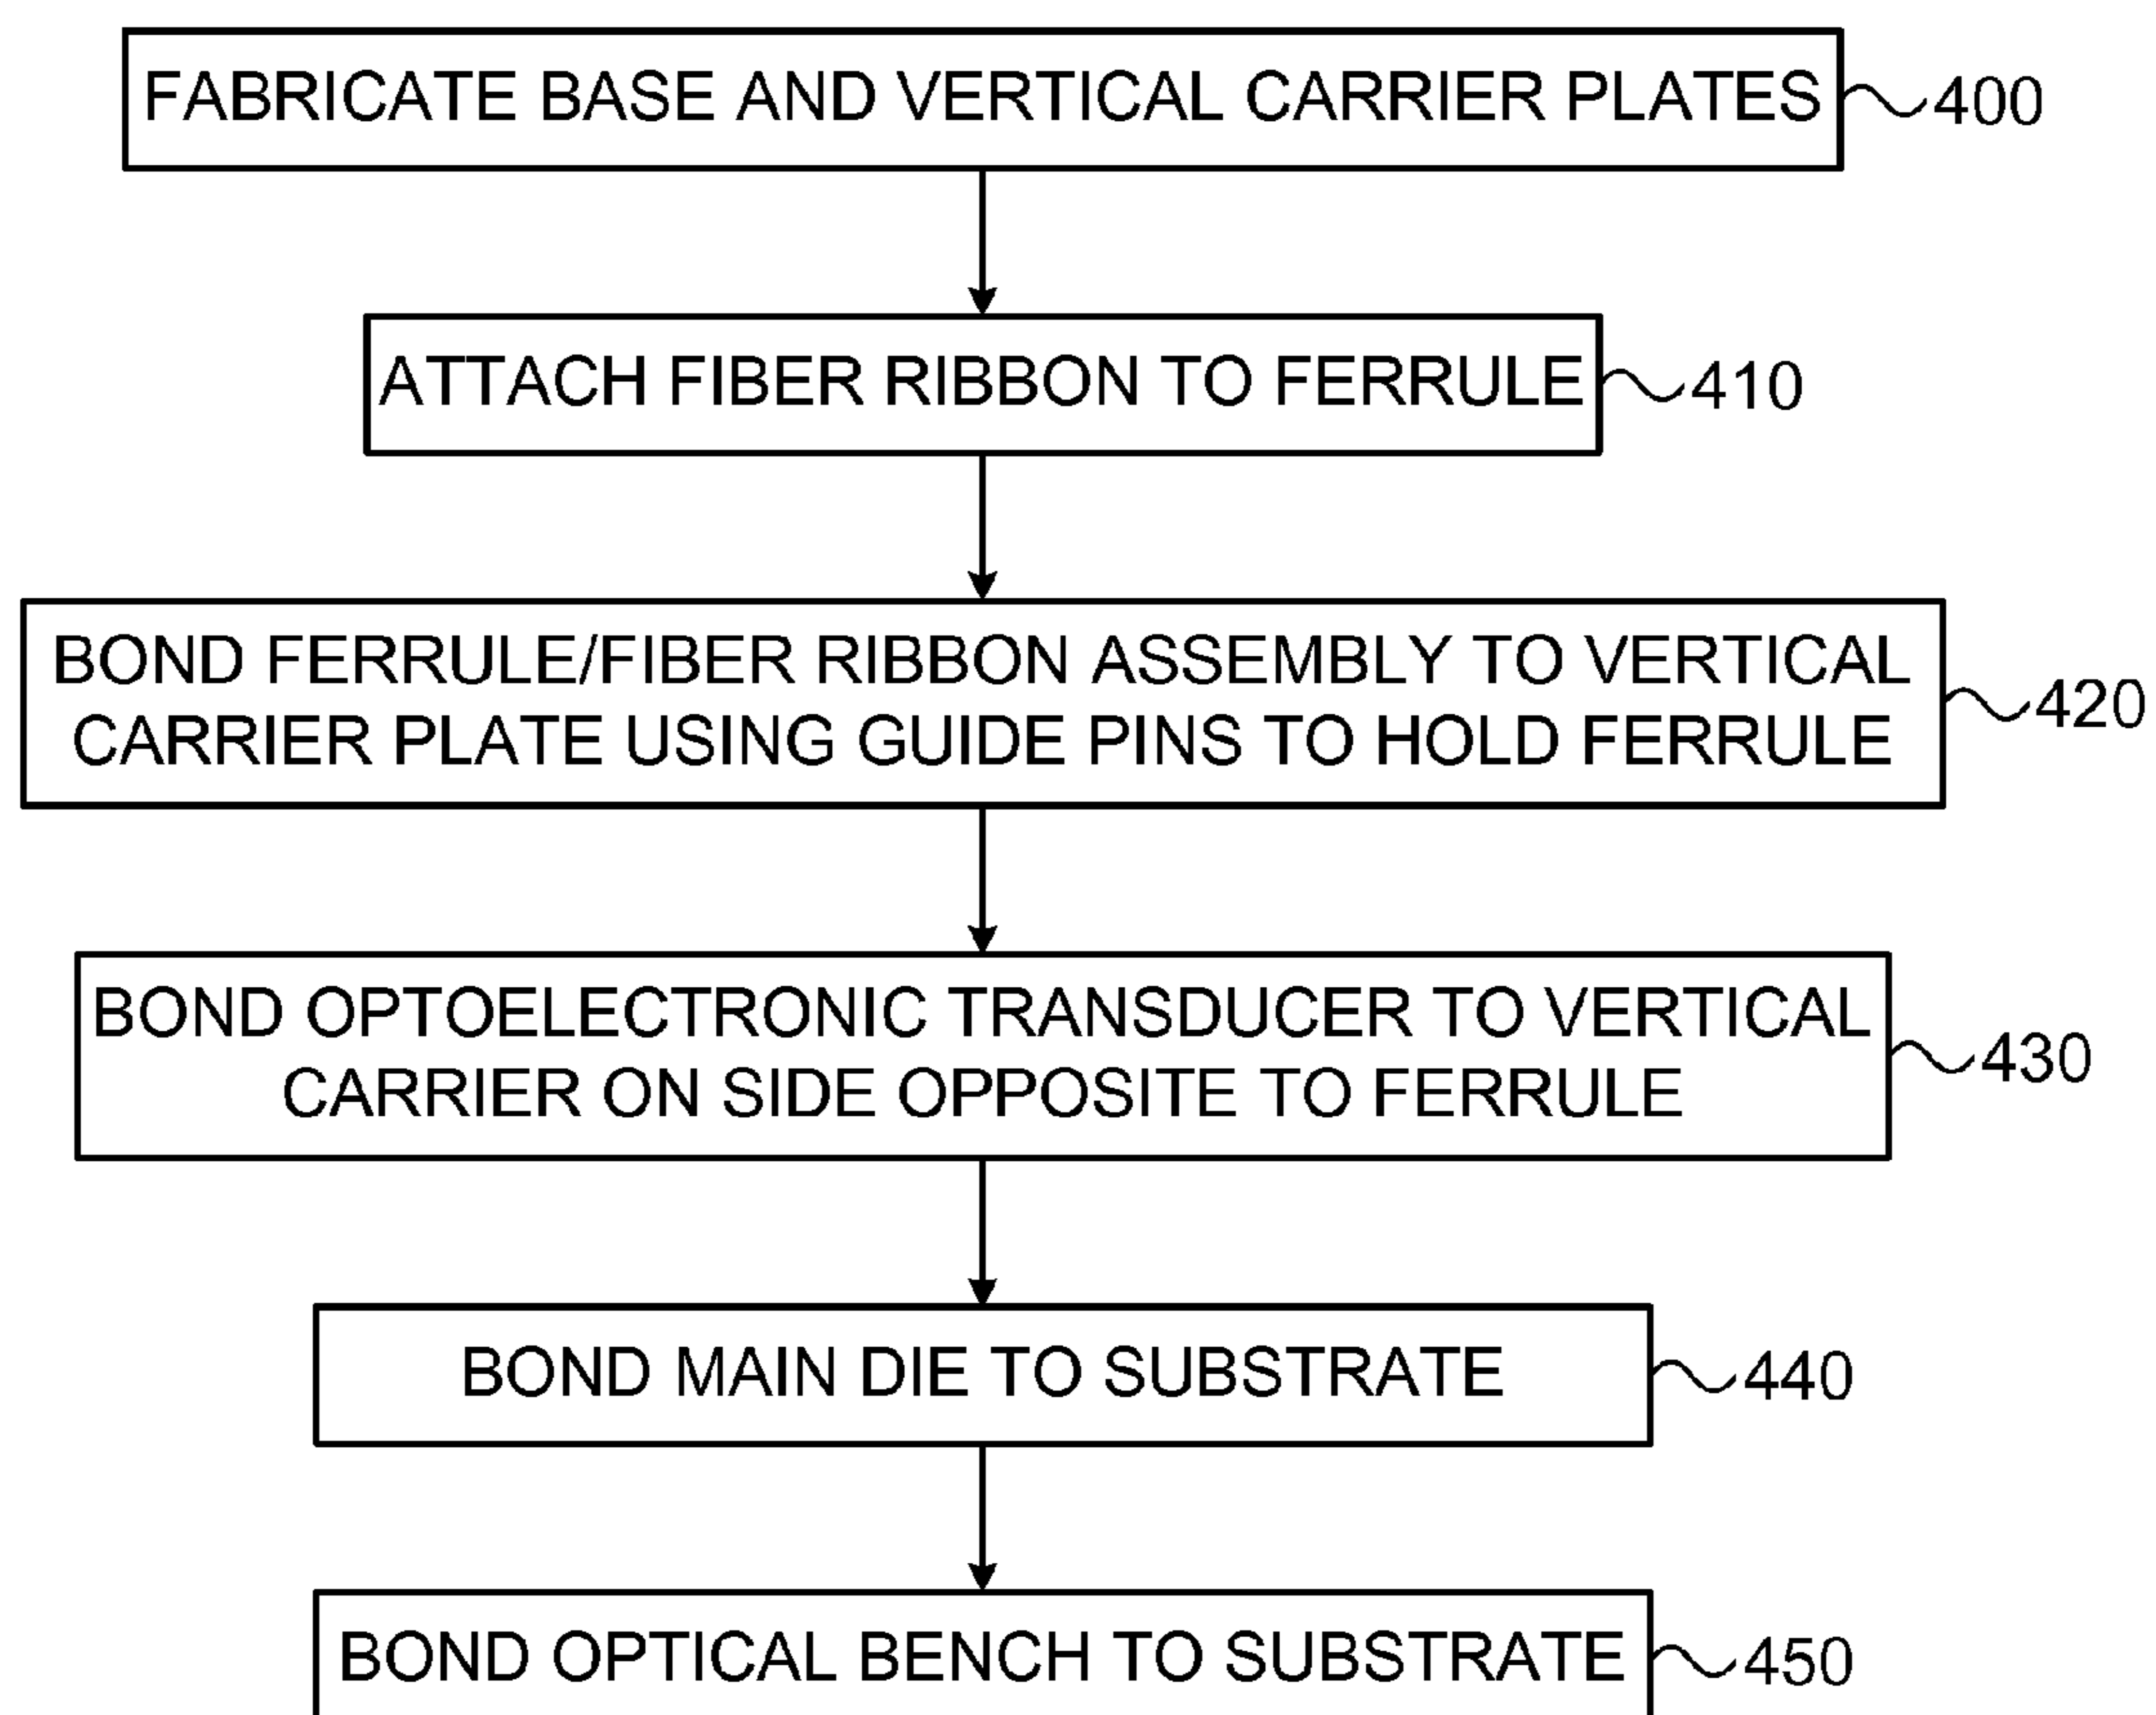 FABRICATE BASE AND VERTICAL CARRIER PLATES
400
ATTACH FIBER RIBBON TO FERRULE
410
BOND FERRULE/FIBER RIBBON ASSEMBLY TO VERTICAL
CARRIER PLATE USING GUIDE PINS TO HOLD FERRULE
420
BOND OPTOELECTRONIC TRANSDUCER TO VERTICAL
CARRIER ON SIDE OPPOSITE TO FERRULE
430
BOND MAIN DIE TO SUBSTRATE
440
BOND OPTICAL BENCH TO SUBSTRATE
450